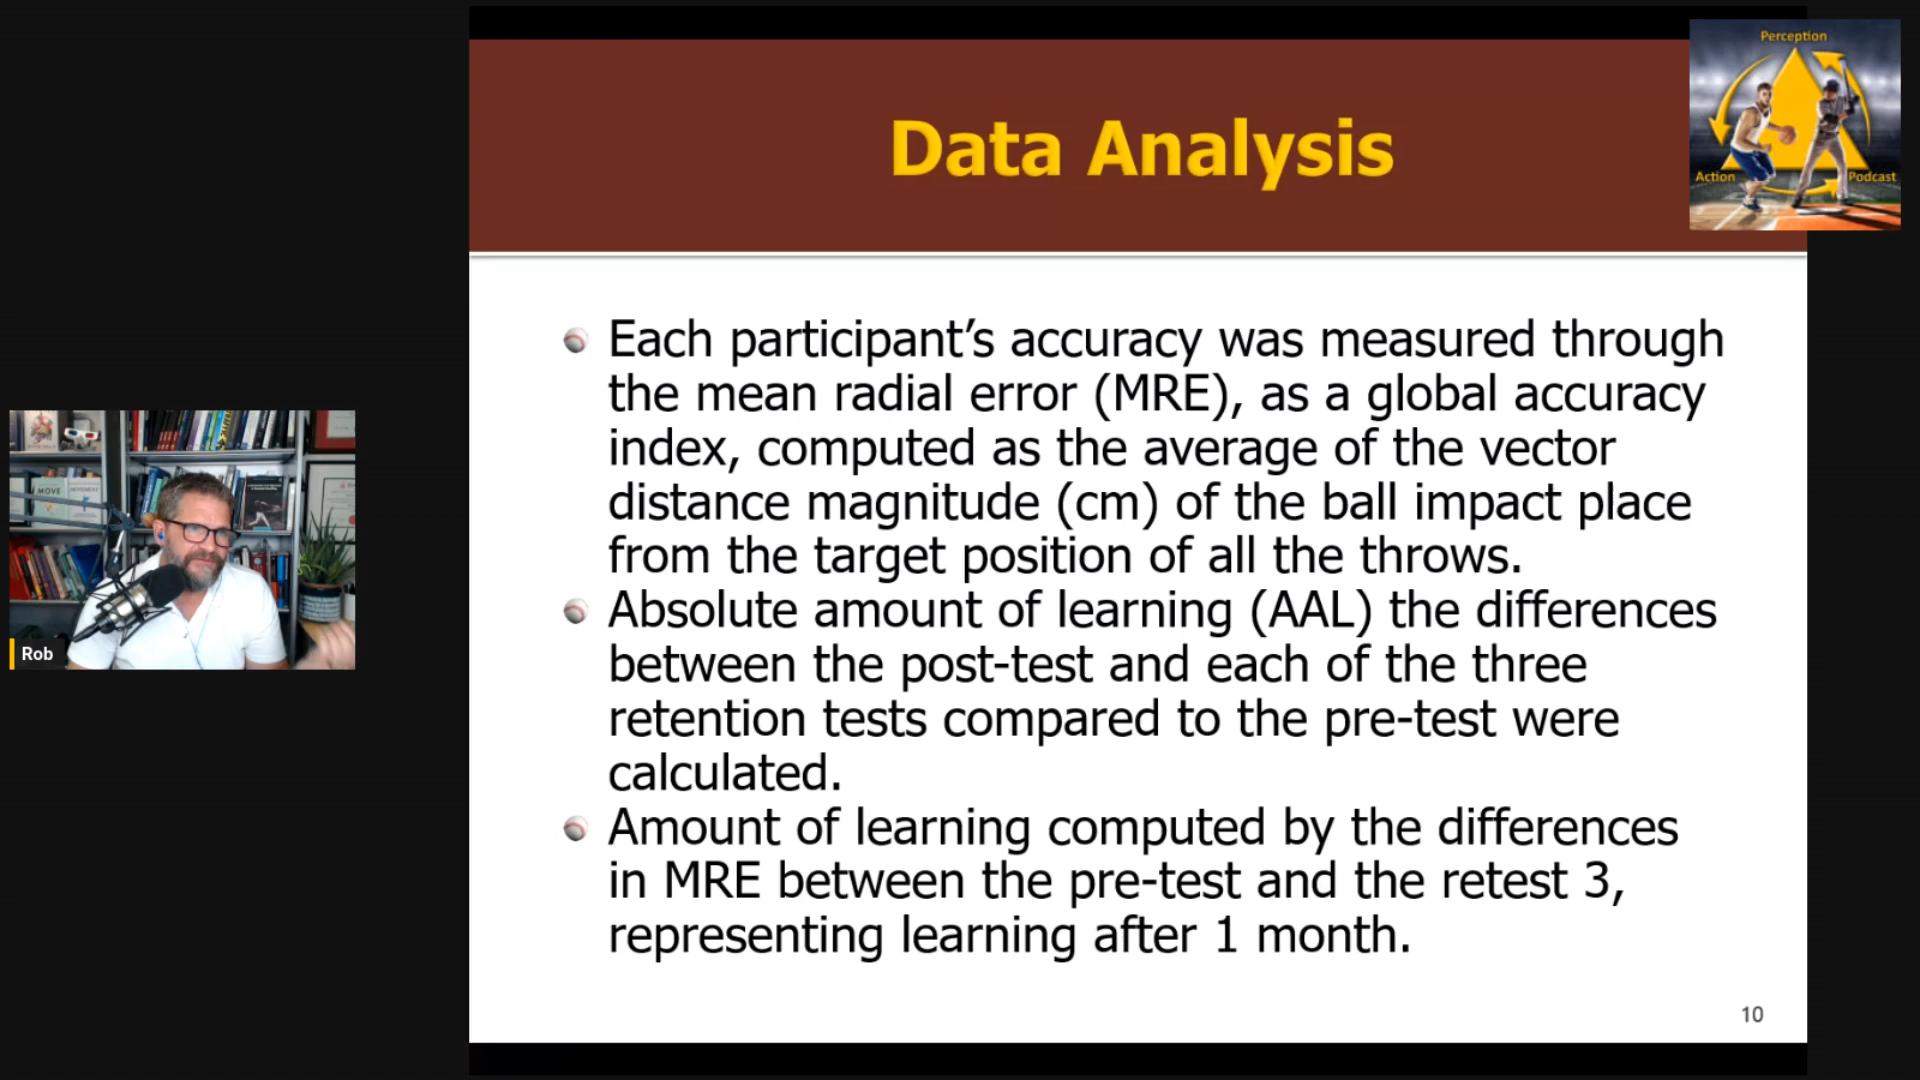 Perception
Action
Podcast
Data Analysis
Each participant’s accuracy was measured through
the mean radial error (MRE), as a global accuracy
index, computed as the average of the vector
distance magnitude (cm) of the ball impact place
from the target position of all the throws.
Absolute amount of learning (AAL) the differences
between the post-test and each of the three
retention tests compared to the pre-test were
calculated.
Amount of learning computed by the differences
in MRE between the pre-test and the retest 3,
representing learning after 1 month.
10
MOVE
Rob